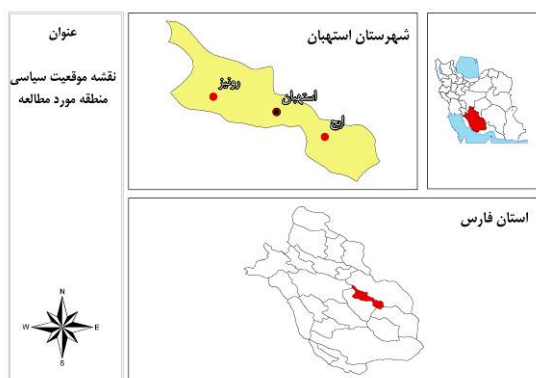 عنوان
نقشه موقعیت سیاسی
منطقه مورد مطالعه
N
W
E
S
شهرستان استهبان
رونیز
استهبان
ایج
استان فارس